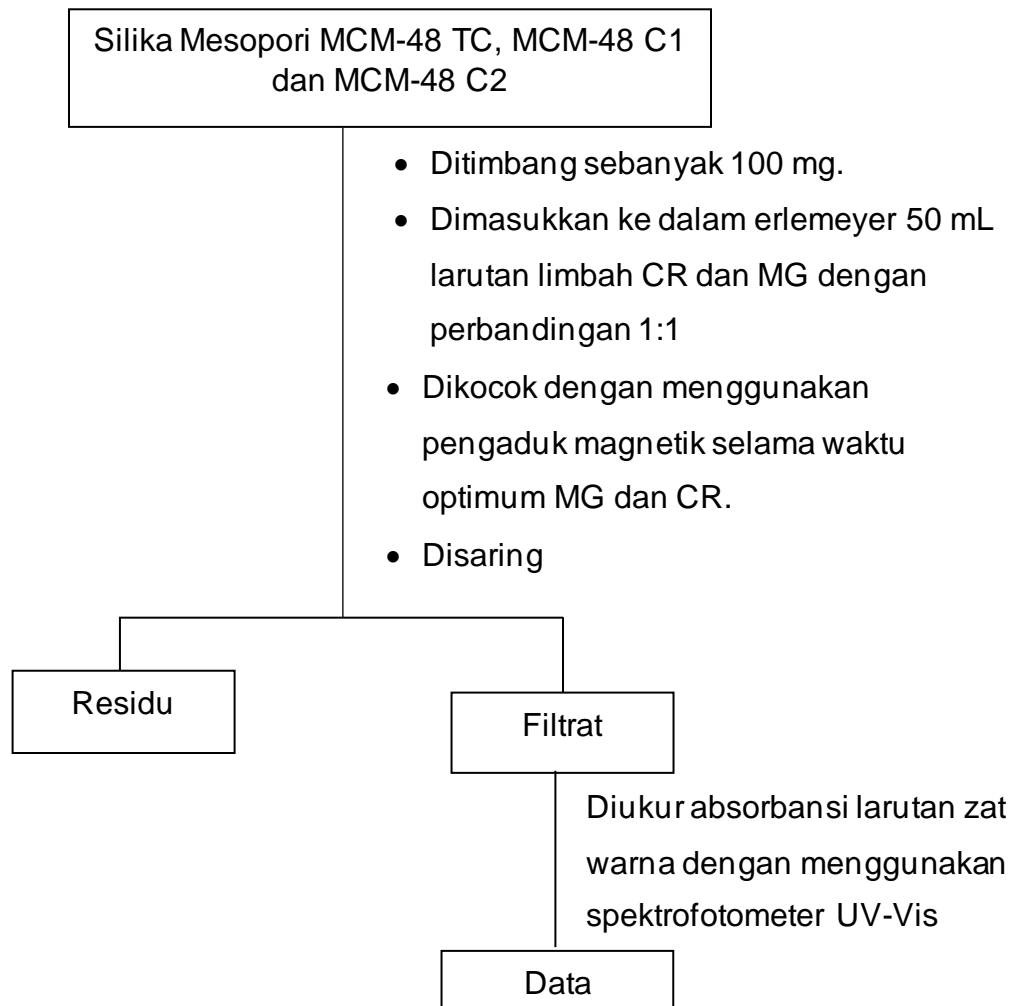 Silika Mesopori MCM-48 TC, MCM-48 C1
dan MCM-48 C2
• Ditimbang sebanyak 100 mg.
• Dimasukkan ke dalam erlemeyer 50 mL
larutan limbah CR dan MG dengan
perbandingan 1:1
• Dikocok dengan menggunakan
pengaduk magnetik selama waktu
optimum MG dan CR.
• Disaring
Residu
Filtrat
Diukur absorbansi larutan zat
warna dengan menggunakan
spektrofotometer UV-Vis
Data